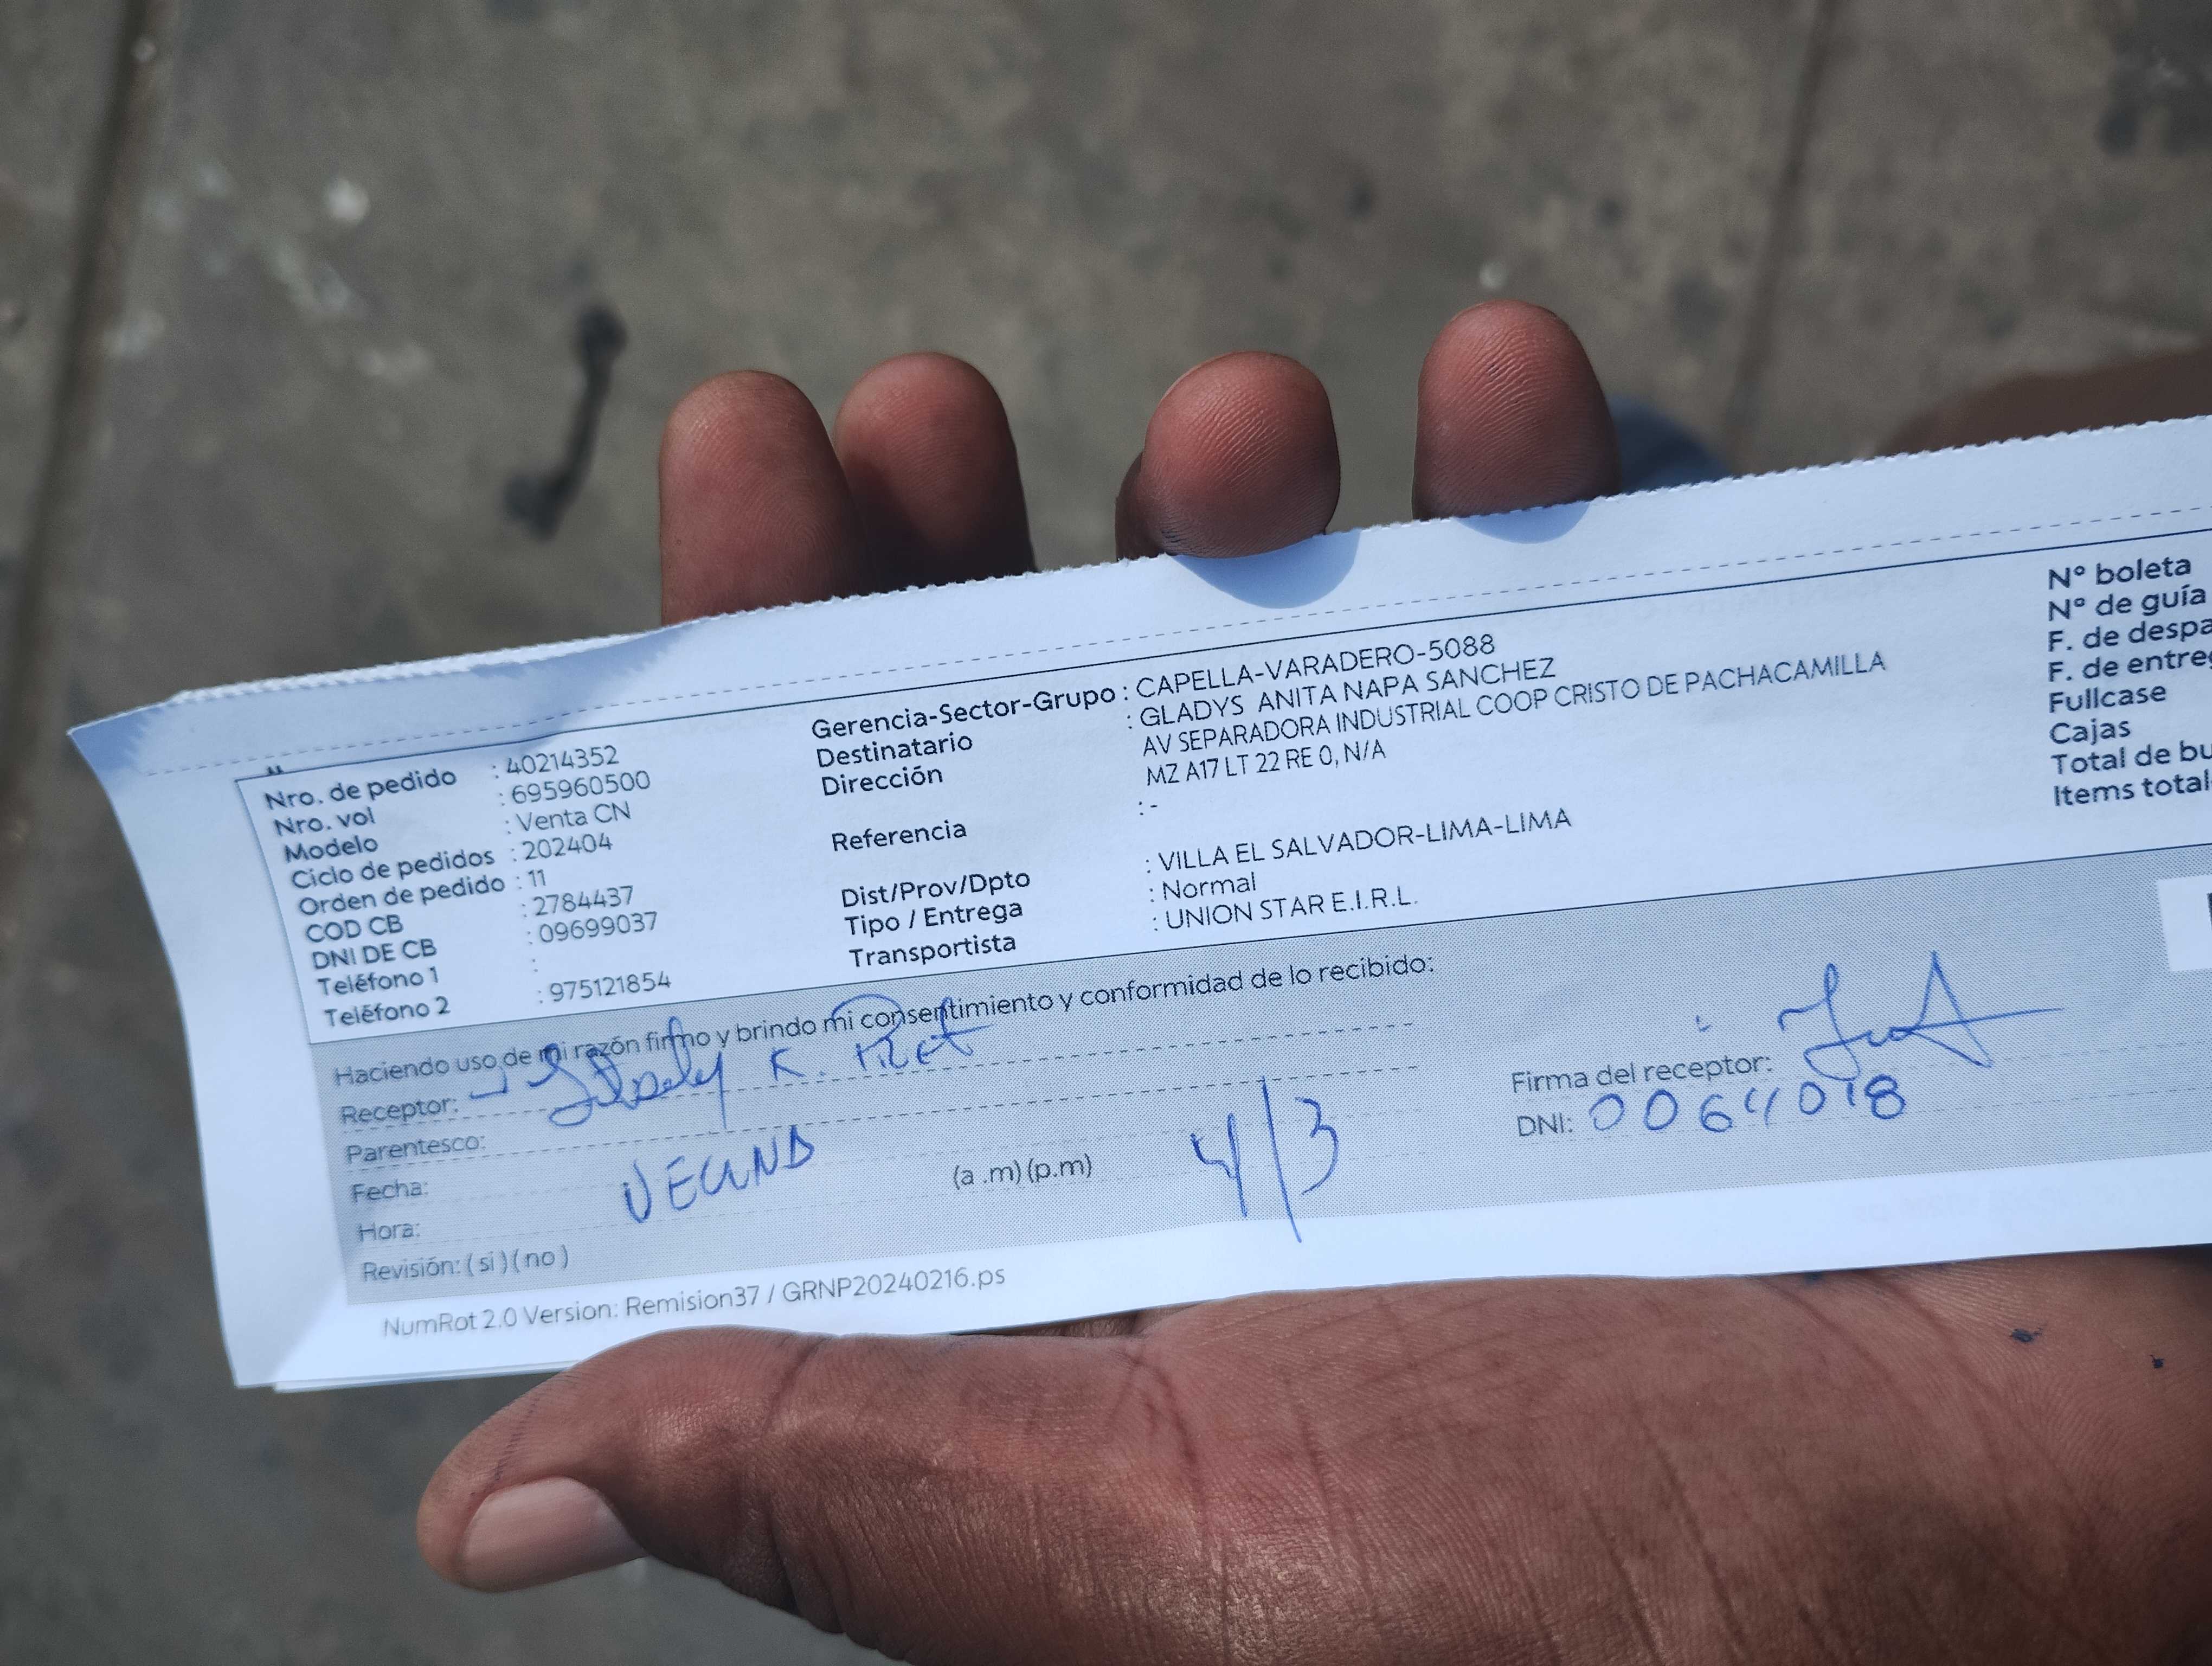 Nro. de pedido : 40214352
Nro. vol : 695960500
Modelo : Venta CN
Ciclo de pedidos : 202404
Orden de pedido : 11
COD CB : 2784437
DNI DE CB : 09699037
Teléfono 1 :
Teléfono 2 : 975121854
Gerencia-Sector-Grupo : CAPELLA-VARADERO-5088
Destinatario : GLADYS ANITA NAPA SANCHEZ
Dirección AV SEPARADORA INDUSTRIAL COOP CRISTO DE PACHACAMILLA
MZ A17 LT 22 RE 0, N/A
Referencia : -
Dist/Prov/Dpto : VILLA EL SALVADOR-LIMA-LIMA
Tipo / Entrega : Normal
Transportista : UNION STAR E.I.R.L.
Nº boleta
Nº de guía
F. de despa
F. de entreg
Fullcase
Cajas
Total de bu
Items total
Haciendo uso de mi razón firmo y brindo mi consentimiento y conformidad de lo recibido:
Receptor:
Parentesco:
Fecha: VECINO
Hora: (a .m) (p.m) 4/3
Revisión: ( si ) ( no )
Firma del receptor:
DNI: 00644018
NumRot 2.0 Version: Remision37 / GRNP20240216.ps